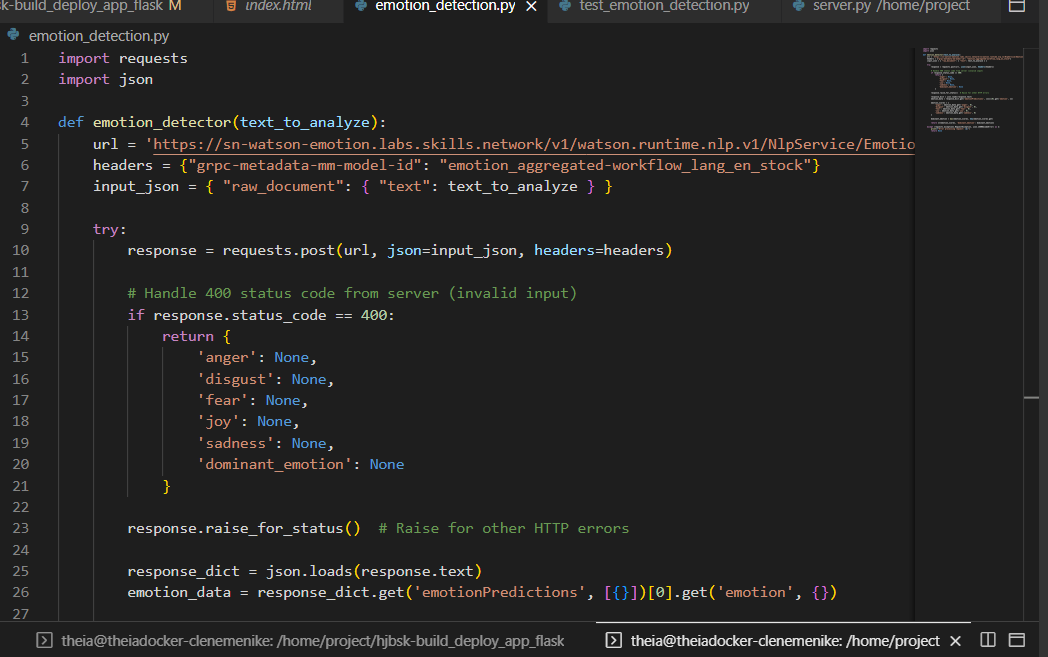 sk-build_deploy_app_flask M
index.html
emotion_detection.py ×
test_emotion_detection.py
server.py /home/project
emotion_detection.py
1 import requests
2 import json
3
4 def emotion_detector(text_to_analyze):
5     url = 'https://sn-watson-emotion.labs.skills.network/v1/watson.runtime.nlp.v1/NlpService/Emotio
6     headers = {"grpc-metadata-mm-model-id": "emotion_aggregated-workflow_lang_en_stock"}
7     input_json = { "raw_document": { "text": text_to_analyze } }
8
9     try:
10         response = requests.post(url, json=input_json, headers=headers)
11
12         # Handle 400 status code from server (invalid input)
13         if response.status_code == 400:
14             return {
15                 'anger': None,
16                 'disgust': None,
17                 'fear': None,
18                 'joy': None,
19                 'sadness': None,
20                 'dominant_emotion': None
21             }
22
23         response.raise_for_status()  # Raise for other HTTP errors
24
25         response_dict = json.loads(response.text)
26         emotion_data = response_dict.get('emotionPredictions', [{}])[0].get('emotion', {})
27
theia@theiadocker-clenemenike: /home/project/hjbsk-build_deploy_app_flask
theia@theiadocker-clenemenike: /home/project ×